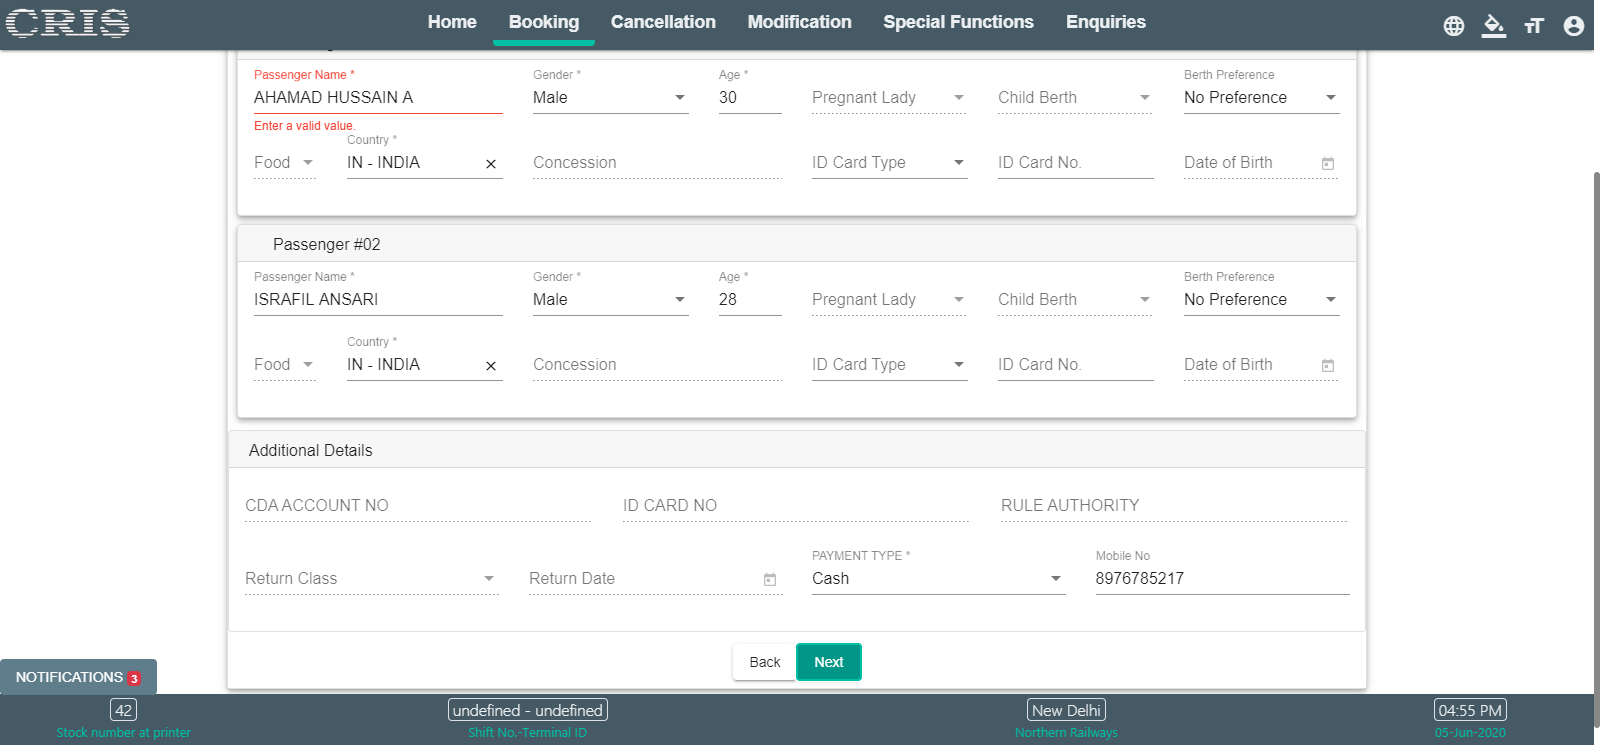 CRIS
Home Booking Cancellation Modification Special Functions Enquiries
Passenger Name * Gender * Age * Berth Preference
AHAMAD HUSSAIN A Male 30 Pregnant Lady Child Berth No Preference
Enter a valid value.
Country *
Food IN - INDIA Concession ID Card Type ID Card No. Date of Birth
Passenger #02
Passenger Name * Gender * Age * Berth Preference
ISRAFIL ANSARI Male 28 Pregnant Lady Child Berth No Preference
Country *
Food IN - INDIA Concession ID Card Type ID Card No. Date of Birth
Additional Details
CDA ACCOUNT NO ID CARD NO RULE AUTHORITY
PAYMENT TYPE * Mobile No
Return Class Return Date Cash 8976785217
Back Next
NOTIFICATIONS 3
42 undefined - undefined New Delhi 04:55 PM
Stock number at printer Shift No.-Terminal ID Northern Railways 05-Jun-2020